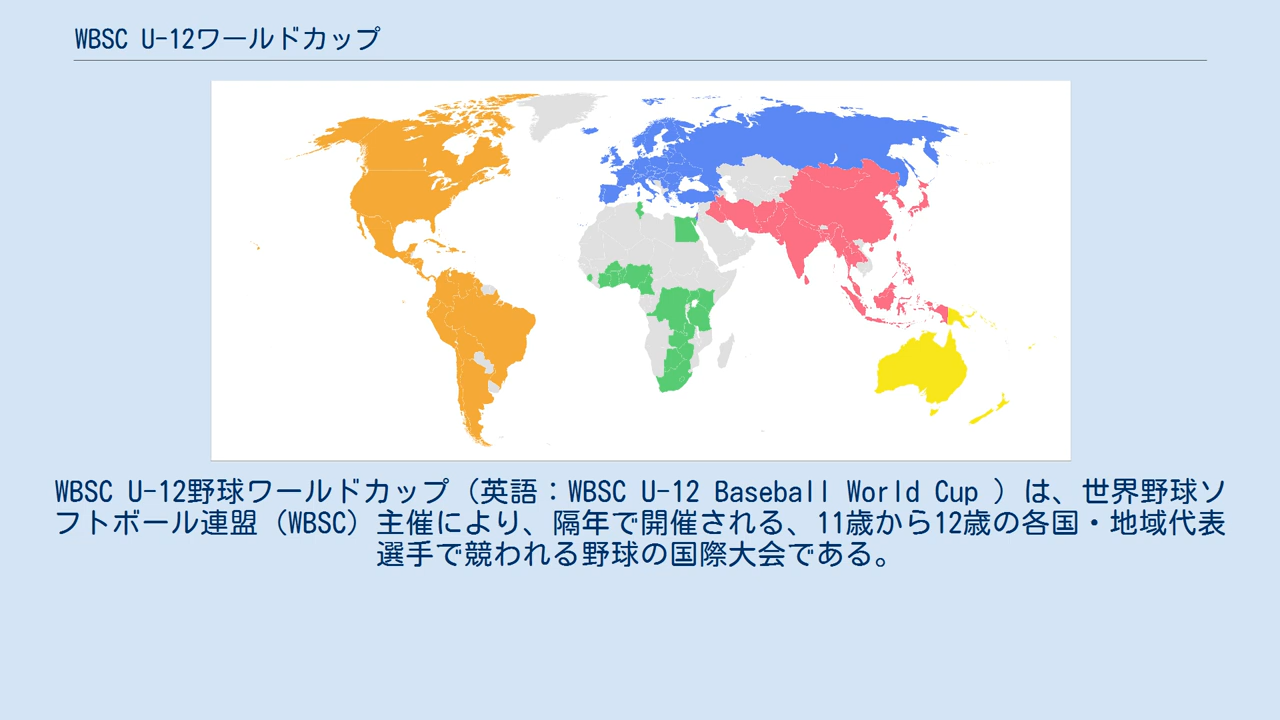 WBSC U-12ワールドカップ
WBSC U-12野球ワールドカップ（英語：WBSC U-12 Baseball World Cup ）は、世界野球ソ
フトボール連盟（WBSC）主催により、隔年で開催される、11歳から12歳の各国・地域代表
選手で競われる野球の国際大会である。